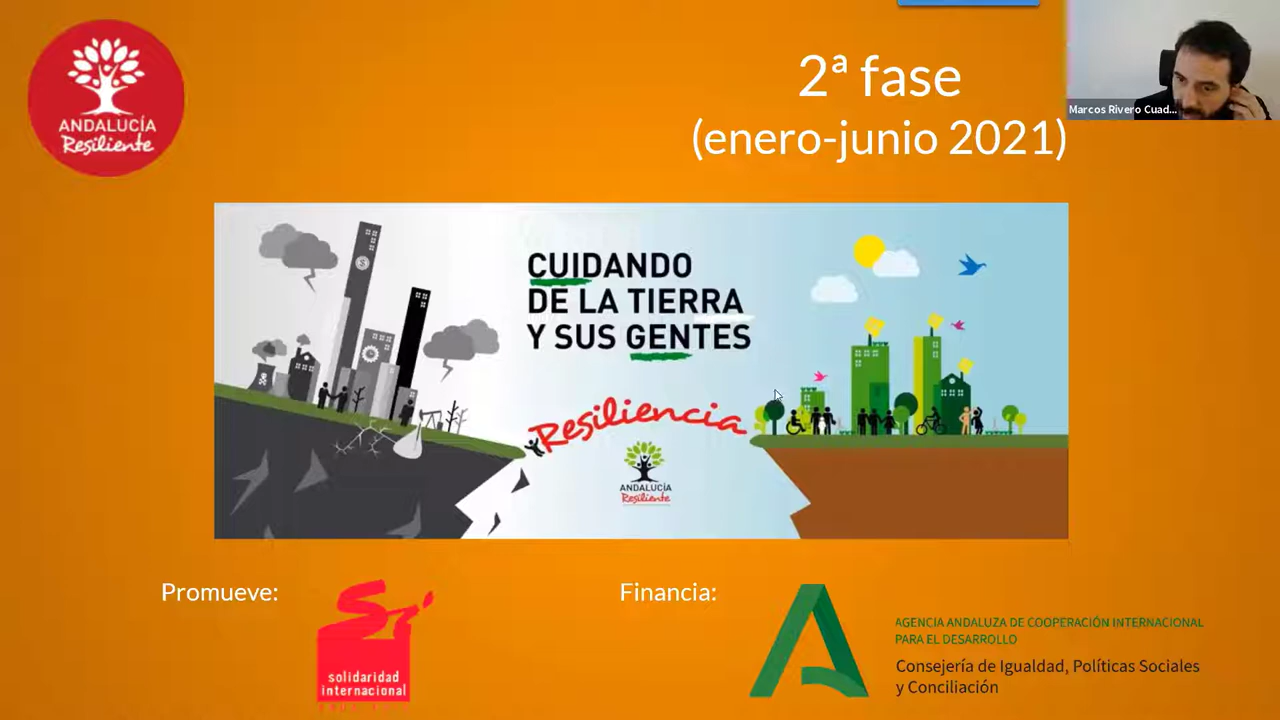 ANDALUCÍA
Resiliente
2ª fase
(enero-junio 2021)
Marcos Rivero Cuad...
CUIDANDO
DE LA TIERRA
Y SUS GENTES
Resiliencia
ANDALUCÍA
Resiliente
Promueve:
solidaridad
internacional
Financia:
AGENCIA ANDALUZA DE COOPERACIÓN INTERNACIONAL
PARA EL DESARROLLO
Consejería de Igualdad, Políticas Sociales
y Conciliación